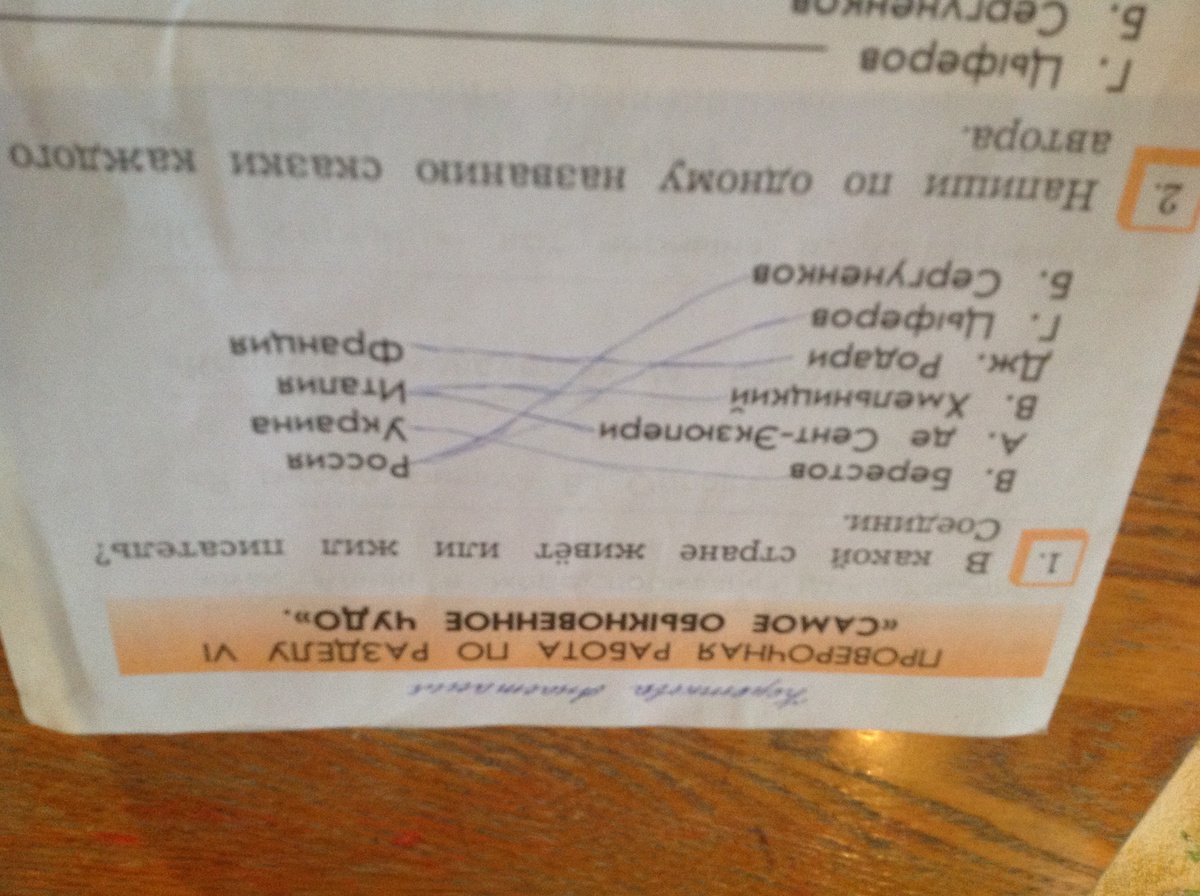 ПРОВЕРОЧНАЯ РАБОТА ПО РАЗДЕЛУ VI
«САМОЕ ОБЫКНОВЕННОЕ ЧУДО».
1. В какой стране живёт или жил писатель?
Соедини.
В. Берестов Россия
А. де Сент-Экзюпери Украина
В. Хмельницкий Италия
Дж. Родари Франция
Г. Цыферов
Б. Сергуненков
2. Напиши по одному названию сказки каждого
автора.
Г. Цыферов
Б. Сергуненков